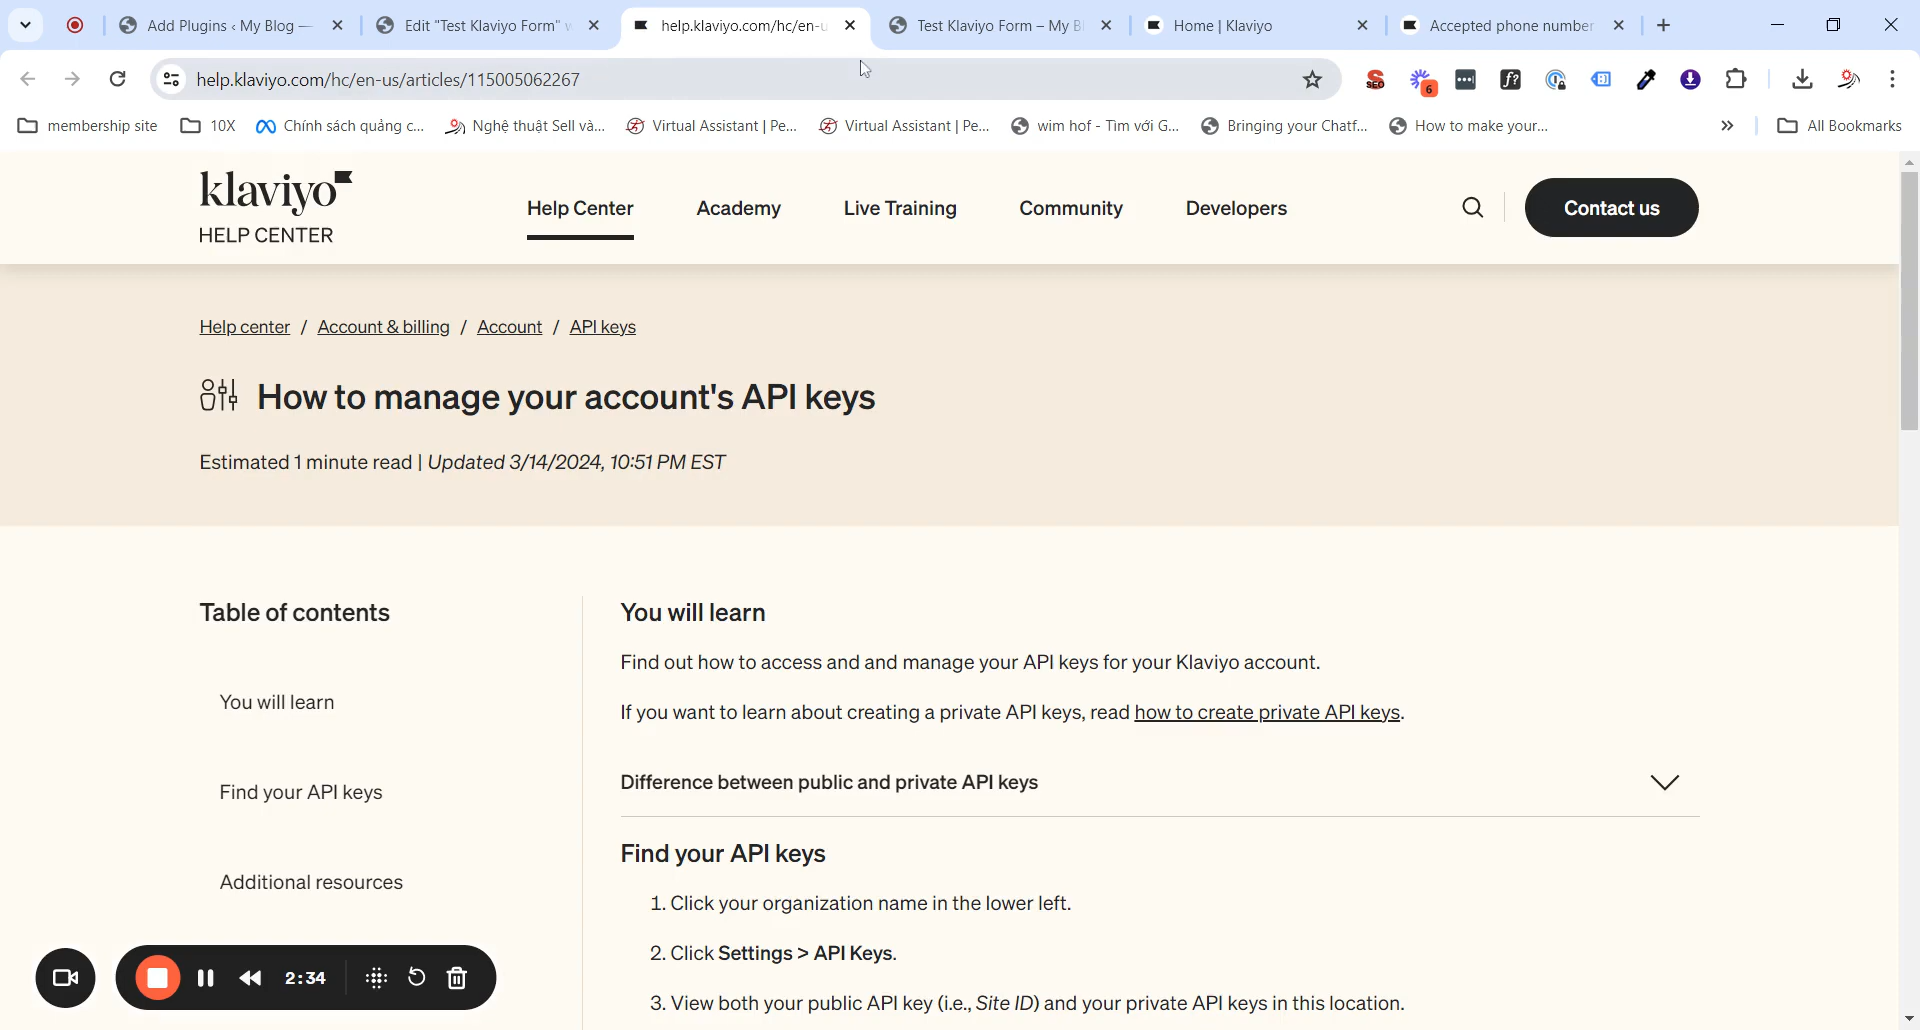 Add Plugins ‹ My Blog —
Edit "Test Klaviyo Form"
help.klaviyo.com/hc/en-u
Test Klaviyo Form – My B
Home | Klaviyo
Accepted phone number
help.klaviyo.com/hc/en-us/articles/115005062267
SEO
6
f?
membership site
10X
Chính sách quảng c...
Nghệ thuật Sell và...
Virtual Assistant | Pe...
Virtual Assistant | Pe...
wim hof - Tìm với G...
Bringing your Chatf...
How to make your...
All Bookmarks
klaviyo
HELP CENTER
Help Center
Academy
Live Training
Community
Developers
Contact us
Help center / Account & billing / Account / API keys
How to manage your account's API keys
Estimated 1 minute read | Updated 3/14/2024, 10:51 PM EST
Table of contents
You will learn
Find your API keys
Additional resources
You will learn
Find out how to access and and manage your API keys for your Klaviyo account.
If you want to learn about creating a private API keys, read how to create private API keys.
Difference between public and private API keys
Find your API keys
1. Click your organization name in the lower left.
2. Click Settings > API Keys.
3. View both your public API key (i.e., Site ID) and your private API keys in this location.
2:34